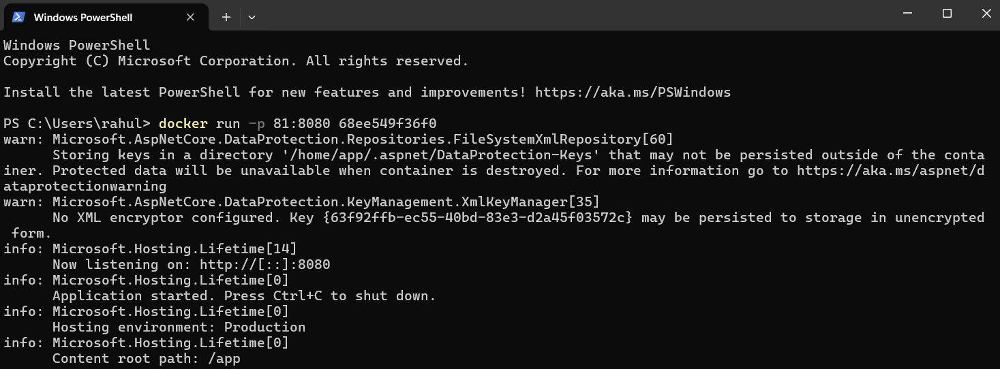 Windows PowerShell
Windows PowerShell
Copyright (C) Microsoft Corporation. All rights reserved.
Install the latest PowerShell for new features and improvements! https://aka.ms/PSWindows
PS C:\Users\rahul> docker run -p 81:8080 68ee549f36f0
warn: Microsoft.AspNetCore.DataProtection.Repositories.FileSystemXmlRepository[60]
      Storing keys in a directory '/home/app/.aspnet/DataProtection-Keys' that may not be persisted outside of the conta
iner. Protected data will be unavailable when container is destroyed. For more information go to https://aka.ms/aspnet/d
ataprotectionwarning
warn: Microsoft.AspNetCore.DataProtection.KeyManagement.XmlKeyManager[35]
      No XML encryptor configured. Key {63f92ffb-ec55-40bd-83e3-d2a45f03572c} may be persisted to storage in unencrypted
 form.
info: Microsoft.Hosting.Lifetime[14]
      Now listening on: http://[::]:8080
info: Microsoft.Hosting.Lifetime[0]
      Application started. Press Ctrl+C to shut down.
info: Microsoft.Hosting.Lifetime[0]
      Hosting environment: Production
info: Microsoft.Hosting.Lifetime[0]
      Content root path: /app